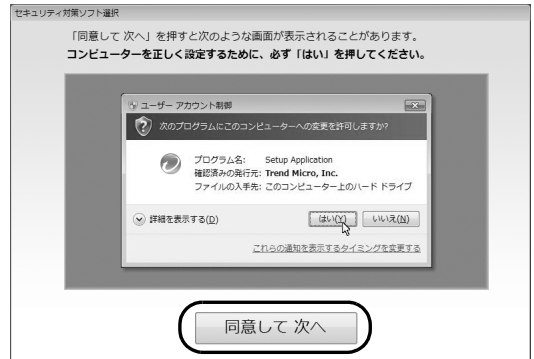 セキュリティ対策ソフト選択
「同意して 次へ」を押すと次のような画面が表示されることがあります。
コンピューターを正しく設定するために、必ず「はい」を押してください。
ユーザー アカウント制御
次のプログラムにこのコンピューターへの変更を許可しますか?
プログラム名: Setup Application
確認済みの発行元: Trend Micro, Inc.
ファイルの入手先: このコンピューター上のハード ドライブ
詳細を表示する(D)
はい(Y)
いいえ(N)
これらの通知を表示するタイミングを変更する
同意して 次へ